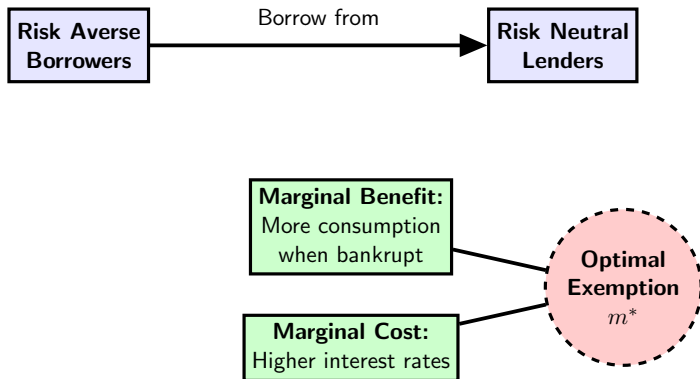 Risk Averse
Borrowers
Borrow from
Risk Neutral
Lenders
Marginal Benefit:
More consumption
when bankrupt
Marginal Cost:
Higher interest rates
Optimal
Exemption
m*